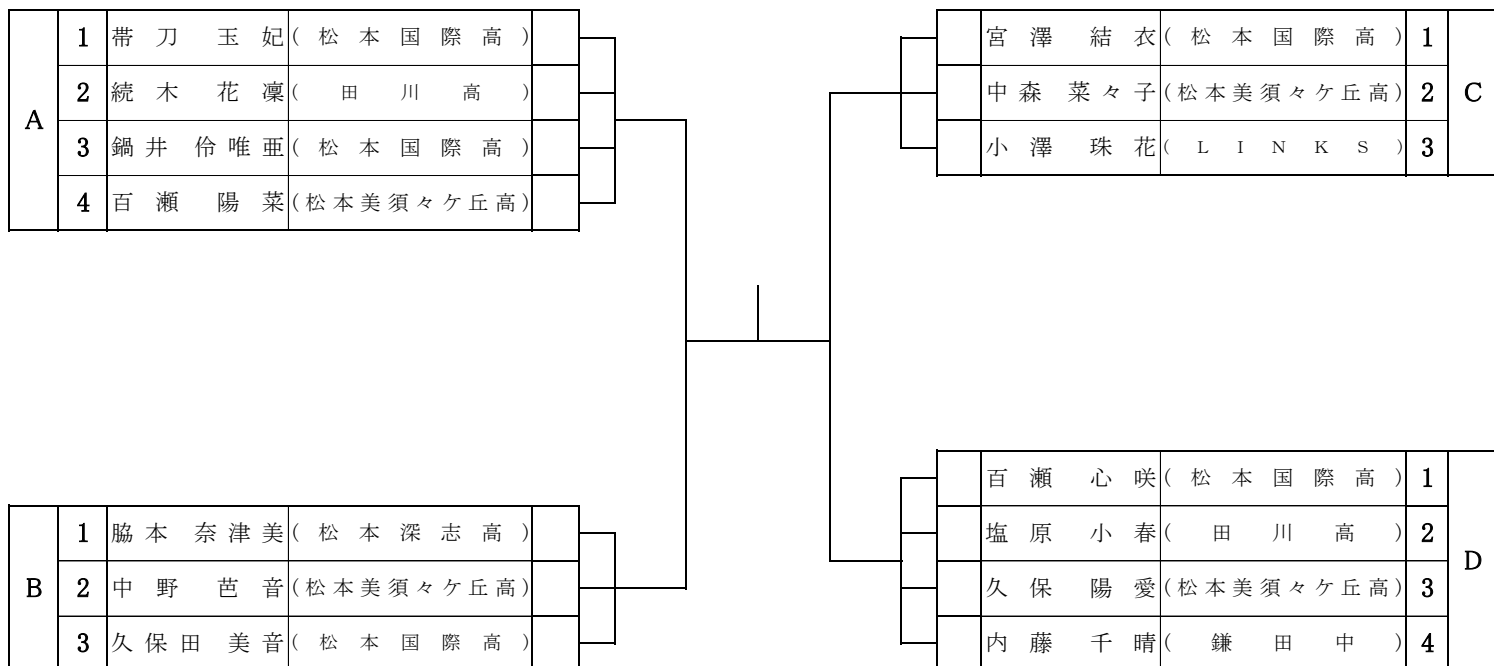 A
1 帯刀 玉妃 (松本国際高)
2 続木 花凜 (田川高)
3 鍋井 伶唯亜 (松本国際高)
4 百瀬 陽菜 (松本美須々ケ丘高)
B
1 脇本 奈津美 (松本深志高)
2 中野 芭音 (松本美須々ケ丘高)
3 久保田 美音 (松本国際高)
宮澤 結衣 (松本国際高) 1
中森 菜々子 (松本美須々ケ丘高) 2
小澤 珠花 (LINKS) 3
C
百瀬 心咲 (松本国際高) 1
塩原 小春 (田川高) 2
久保 陽愛 (松本美須々ケ丘高) 3
内藤 千晴 (鎌田中) 4
D